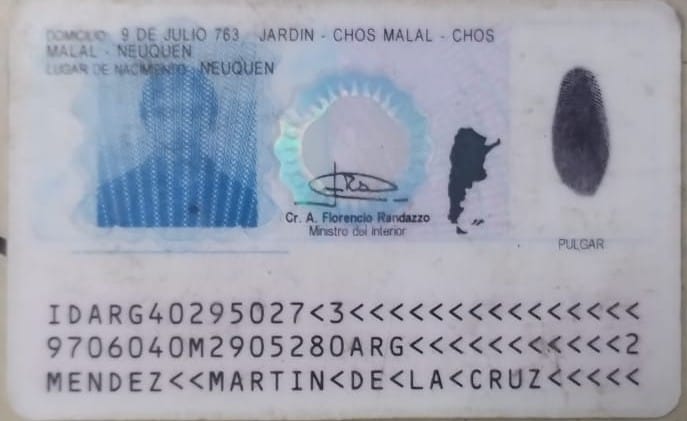 DOMICILIO: 9 DE JULIO 763 JARDIN - CHOS MALAL - CHOS
MALAL - NEUQUEN
LUGAR DE NACIMIENTO: NEUQUEN
Cr. A. Florencio Randazzo
Ministro del Interior
PULGAR
IDARG40295027<3<<<<<<<<<<<<<<<
9706040M2905280ARG<<<<<<<<<<<2
MENDEZ<<MARTIN<DE<LA<CRUZ<<<<<